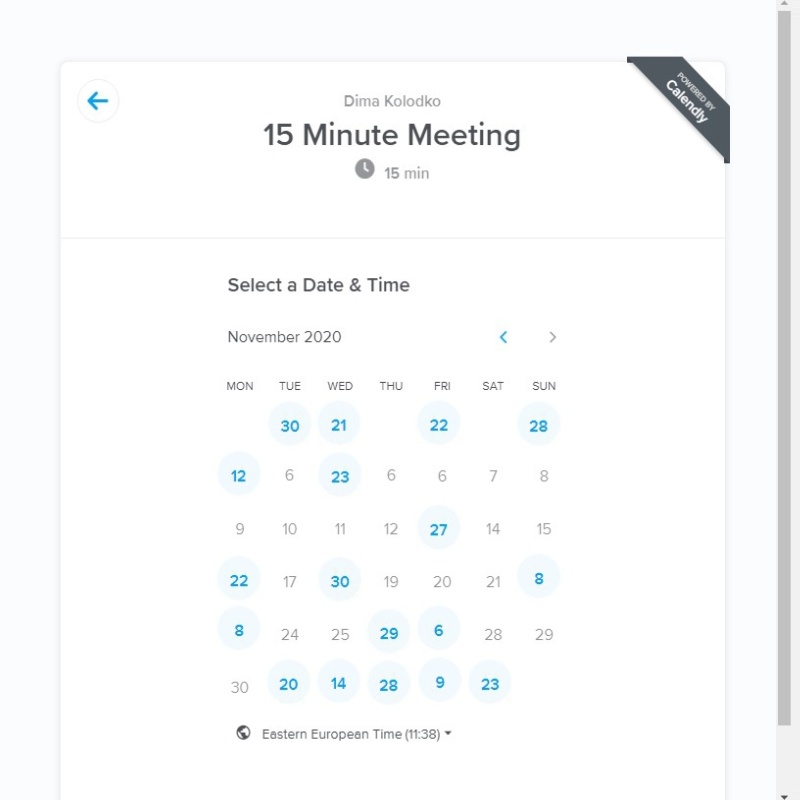 POWERED BY
Calendly
Dima Kolodko
15 Minute Meeting
15 min
Select a Date & Time
November 2020
MON TUE WED THU FRI SAT SUN
30 21 22 28
12 6 23 6 6 7 8
9 10 11 12 27 14 15
22 17 30 19 20 21 8
8 24 25 29 6 28 29
30 20 14 28 9 23
Eastern European Time (11:38)